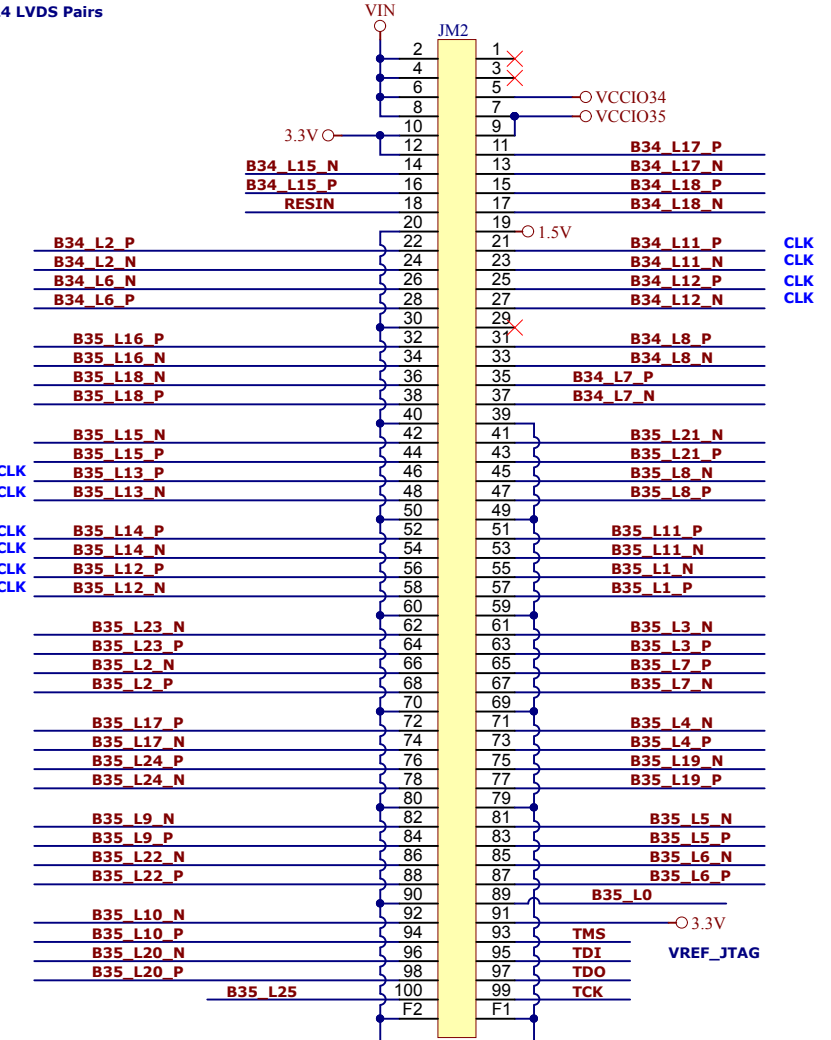 4 LVDS Pairs
VIN
JM2
2 1
4 3
6 5 VCCIO34
8 7 VCCIO35
3.3V 10 9
12 11 B34_L17_P
B34_L15_N 14 13 B34_L17_N
B34_L15_P 16 15 B34_L18_P
RESIN 18 17 B34_L18_N
20 19 1.5V
B34_L2_P 22 21 B34_L11_P CLK
B34_L2_N 24 23 B34_L11_N CLK
B34_L6_N 26 25 B34_L12_P CLK
B34_L6_P 28 27 B34_L12_N CLK
30 29
B35_L16_P 32 31 B34_L8_P
B35_L16_N 34 33 B34_L8_N
B35_L18_N 36 35 B34_L7_P
B35_L18_P 38 37 B34_L7_N
40 39
B35_L15_N 42 41 B35_L21_N
B35_L15_P 44 43 B35_L21_P
CLK B35_L13_P 46 45 B35_L8_N
CLK B35_L13_N 48 47 B35_L8_P
50 49
CLK B35_L14_P 52 51 B35_L11_P
CLK B35_L14_N 54 53 B35_L11_N
CLK B35_L12_P 56 55 B35_L1_N
CLK B35_L12_N 58 57 B35_L1_P
60 59
B35_L23_N 62 61 B35_L3_N
B35_L23_P 64 63 B35_L3_P
B35_L2_N 66 65 B35_L7_P
B35_L2_P 68 67 B35_L7_N
70 69
B35_L17_P 72 71 B35_L4_N
B35_L17_N 74 73 B35_L4_P
B35_L24_P 76 75 B35_L19_N
B35_L24_N 78 77 B35_L19_P
80 79
B35_L9_N 82 81 B35_L5_N
B35_L9_P 84 83 B35_L5_P
B35_L22_N 86 85 B35_L6_N
B35_L22_P 88 87 B35_L6_P
90 89 B35_L0
B35_L10_N 92 91 3.3V
B35_L10_P 94 93 TMS
B35_L20_N 96 95 TDI VREF_JTAG
B35_L20_P 98 97 TDO
B35_L25 100 99 TCK
F2 F1